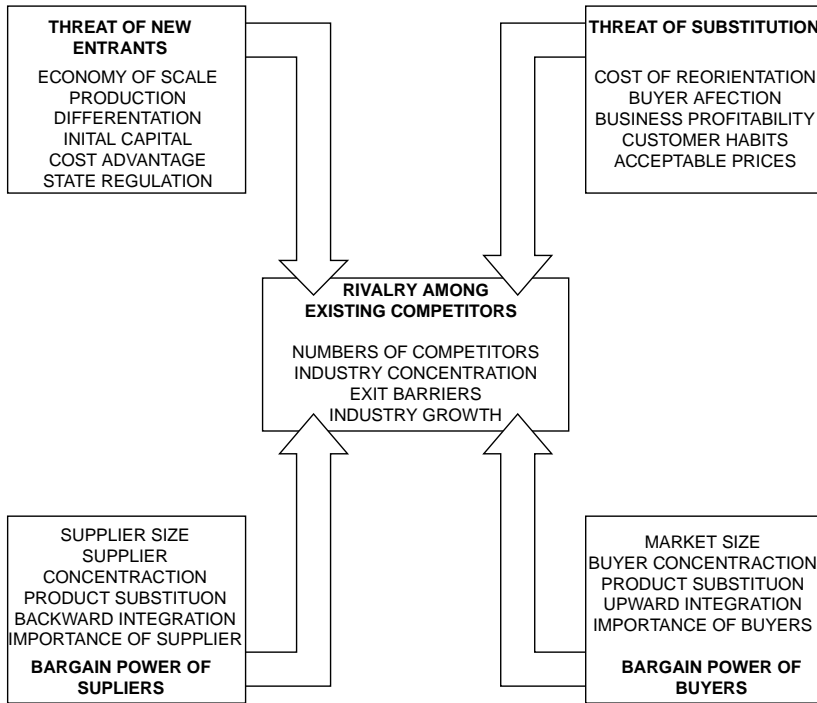 THREAT OF NEW
ENTRANTS
ECONOMY OF SCALE
PRODUCTION
DIFFERENTATION
INITAL CAPITAL
COST ADVANTAGE
STATE REGULATION
THREAT OF SUBSTITUTION
COST OF REORIENTATION
BUYER AFECTION
BUSINESS PROFITABILITY
CUSTOMER HABITS
ACCEPTABLE PRICES
RIVALRY AMONG
EXISTING COMPETITORS
NUMBERS OF COMPETITORS
INDUSTRY CONCENTRATION
EXIT BARRIERS
INDUSTRY GROWTH
SUPPLIER SIZE
SUPPLIER
CONCENTRACTION
PRODUCT SUBSTITUON
BACKWARD INTEGRATION
IMPORTANCE OF SUPPLIER
BARGAIN POWER OF
SUPLIERS
MARKET SIZE
BUYER CONCENTRACTION
PRODUCT SUBSTITUON
UPWARD INTEGRATION
IMPORTANCE OF BUYERS
BARGAIN POWER OF
BUYERS